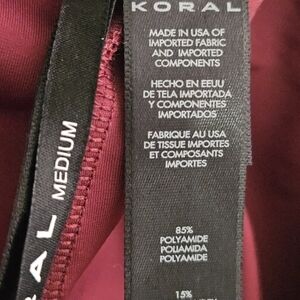 KORAL
MADE IN USA OF
IMPORTED FABRIC
AND IMPORTED
COMPONENTS
HECHO EN EEUU
DE TELA IMPORTADA
Y COMPONENTES
IMPORTADOS
FABRIQUE AU USA
DE TISSUE IMPORTES
ET COMPOSANTS
IMPORTES
85%
POLYAMIDE
POLIAMIDA
POLYAMIDE
15%
RAL MEDIUM